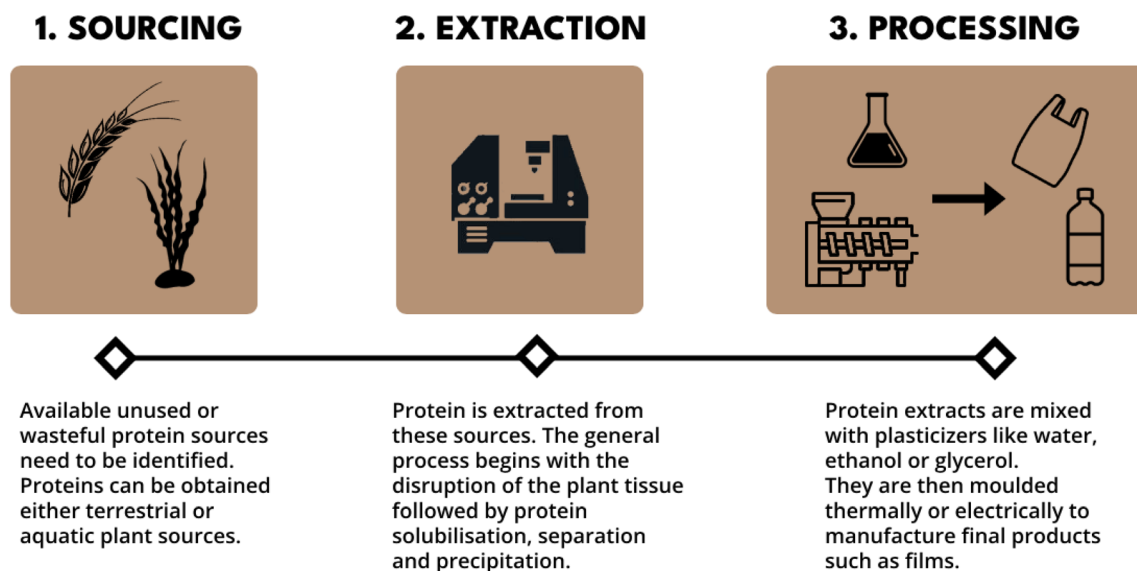 1. SOURCING
2. EXTRACTION
3. PROCESSING
Available unused or
wasteful protein sources
need to be identified.
Proteins can be obtained
either terrestrial or
aquatic plant sources.
Protein is extracted from
these sources. The general
process begins with the
disruption of the plant tissue
followed by protein
solubilisation, separation
and precipitation.
Protein extracts are mixed
with plasticizers like water,
ethanol or glycerol.
They are then moulded
thermally or electrically to
manufacture final products
such as films.